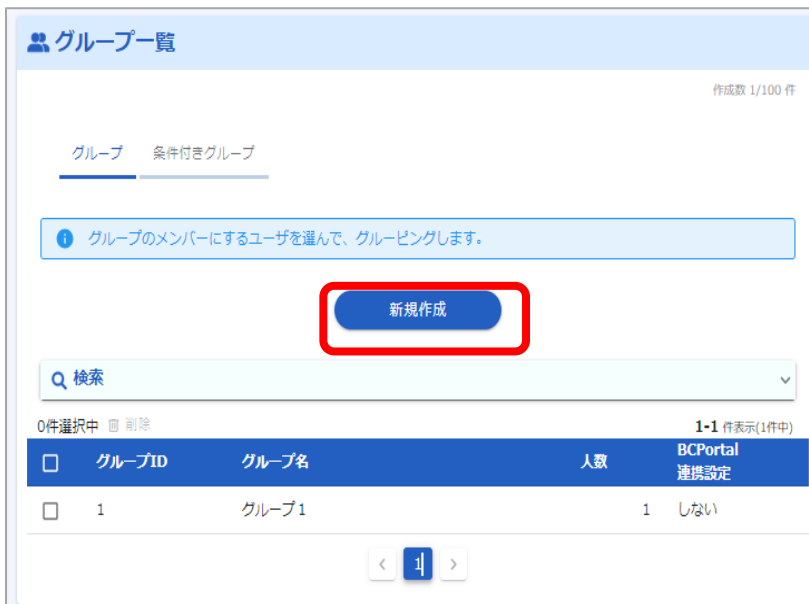 グループ一覧
作成数 1/100 件
グループ 条件付きグループ
グループのメンバーにするユーザを選んで、グルーピングします。
新規作成
検索
0件選択中 削除 1-1 件表示(1件中)
グループID グループ名 人数 BCPortal
連携設定
1 グループ1 1 しない
1